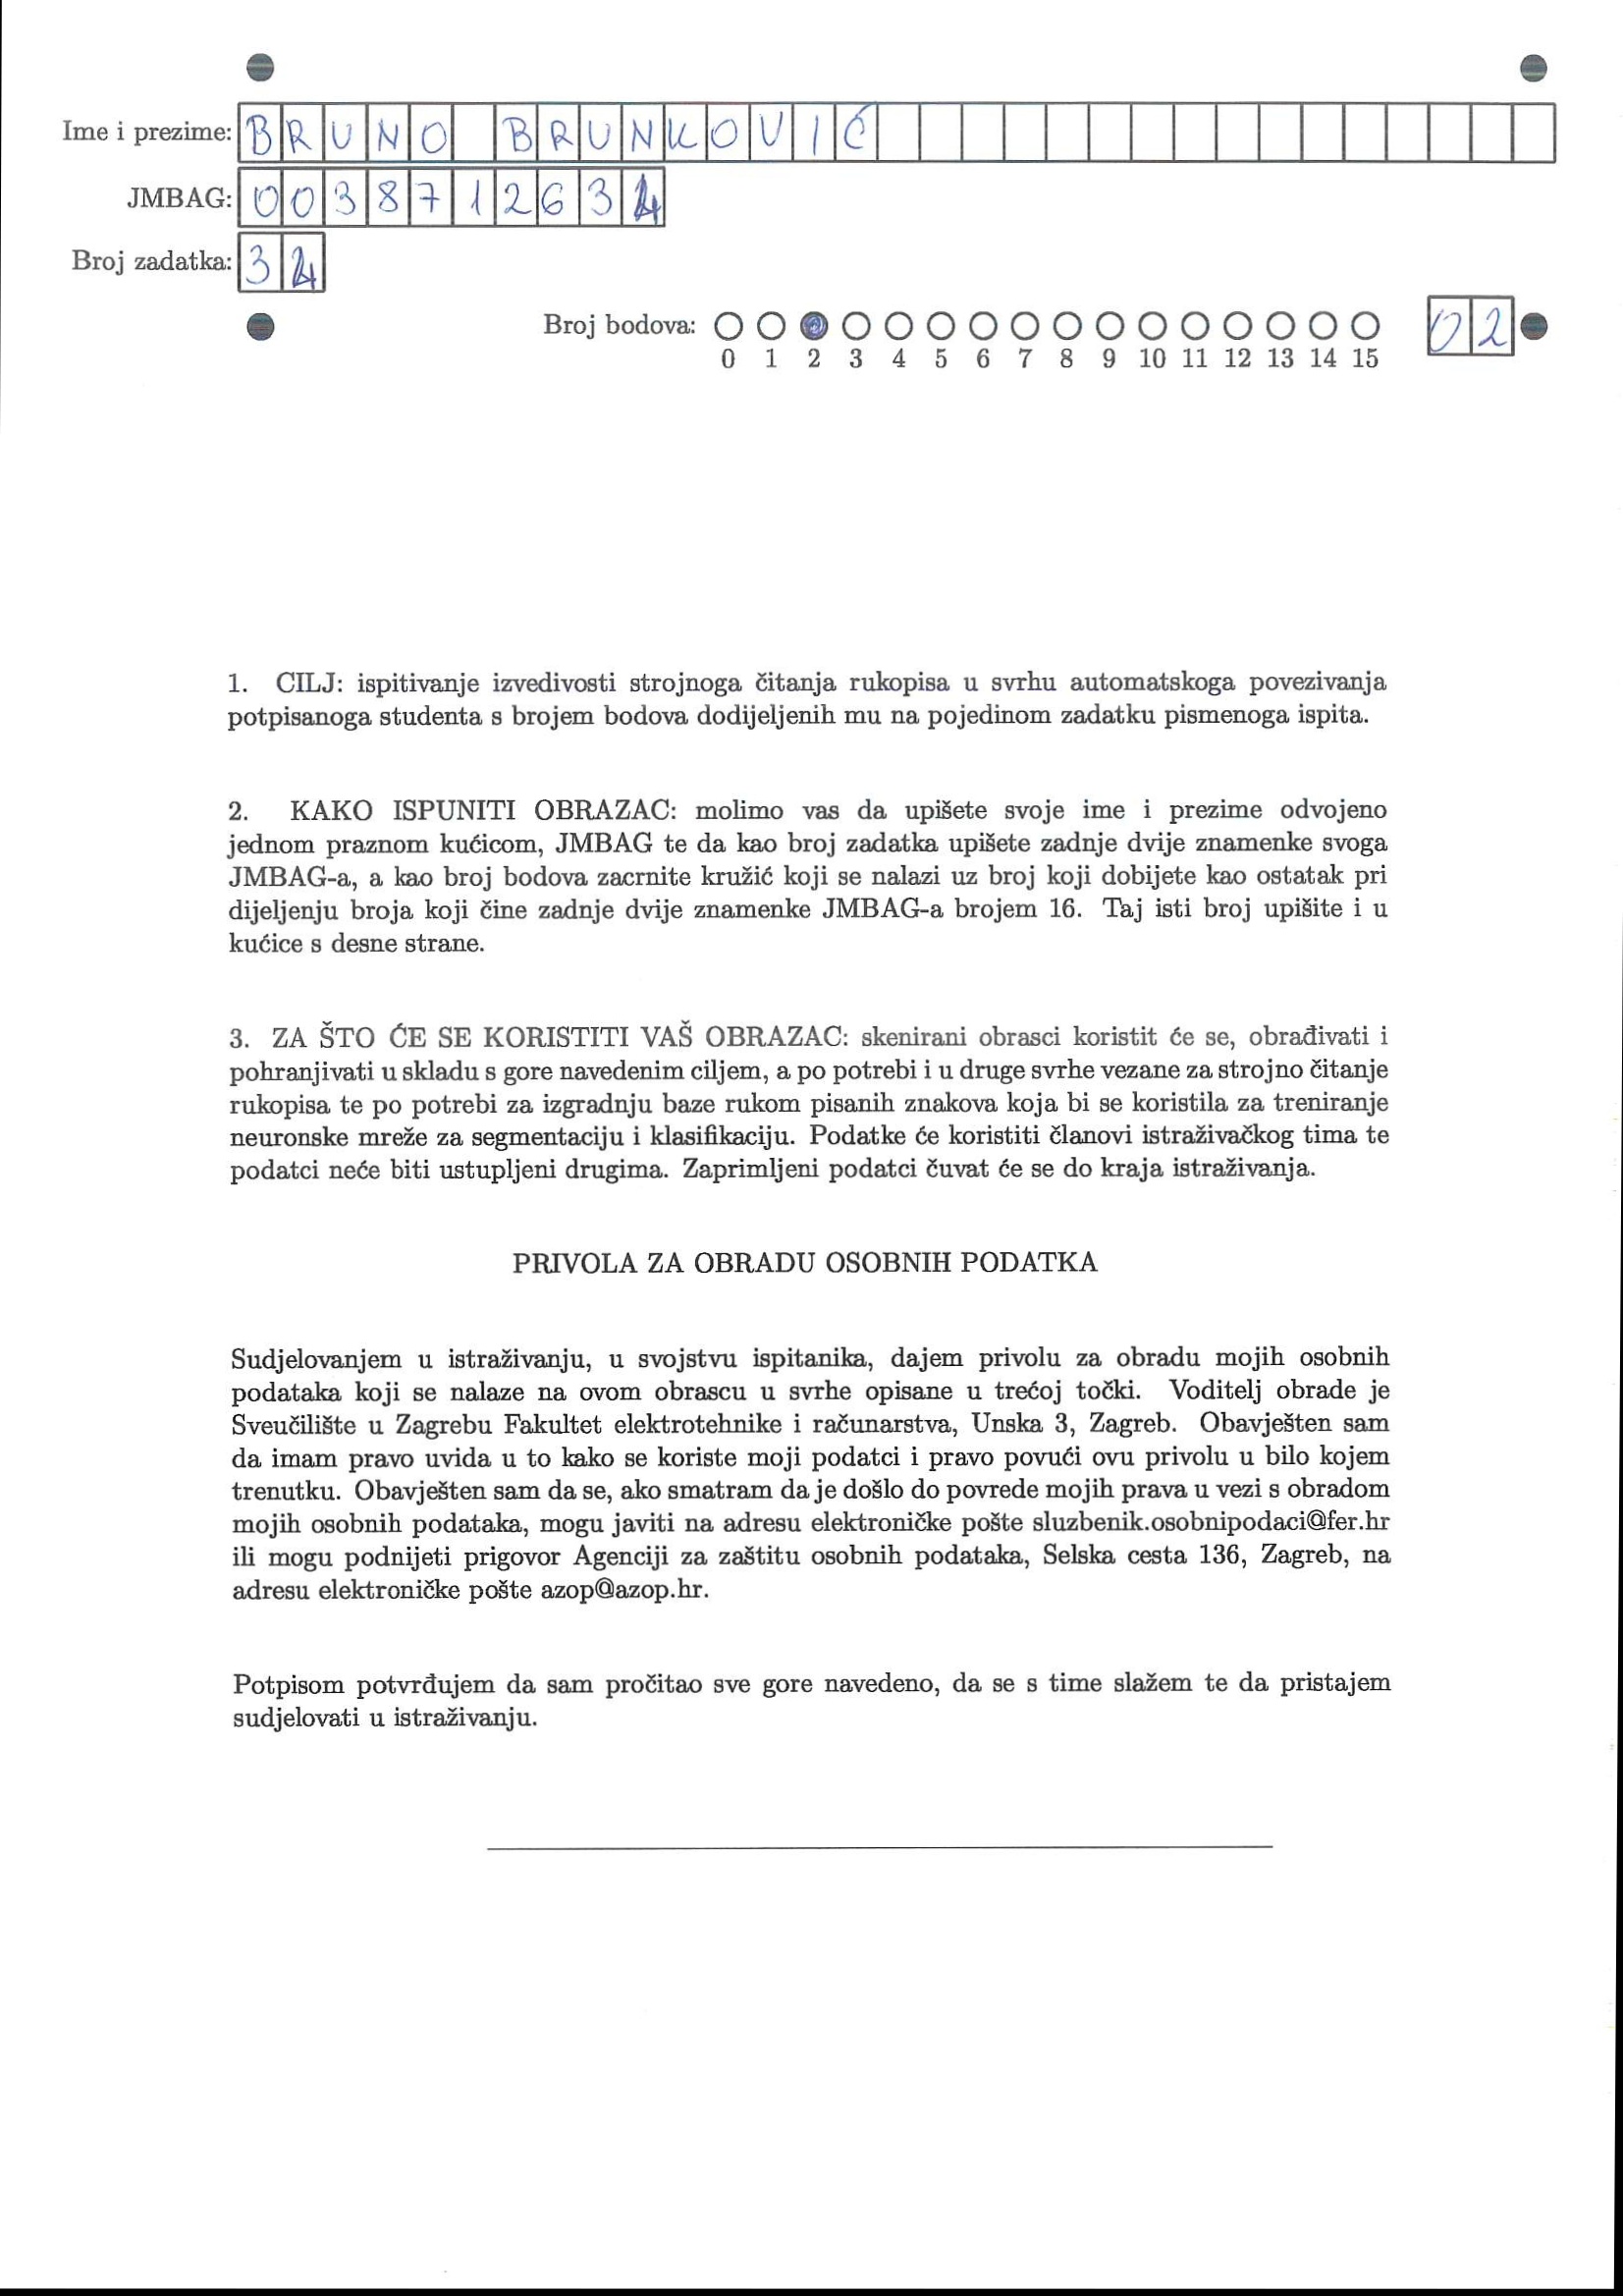 Ime i prezime: BRUNO BRUNKOVIĆ
JMBAG: 0038712634
Broj zadatka: 34
Broj bodova: 0 1 2 3 4 5 6 7 8 9 10 11 12 13 14 15 02
1. CILJ: ispitivanje izvedivosti strojnoga čitanja rukopisa u svrhu automatskoga povezivanja
potpisanoga studenta s brojem bodova dodijeljenih mu na pojedinom zadatku pismenoga ispita.
2. KAKO ISPUNITI OBRAZAC: molimo vas da upišete svoje ime i prezime odvojeno
jednom praznom kućicom, JMBAG te da kao broj zadatka upišete zadnje dvije znamenke svoga
JMBAG-a, a kao broj bodova zacrnite kružić koji se nalazi uz broj koji dobijete kao ostatak pri
dijeljenju broja koji čine zadnje dvije znamenke JMBAG-a brojem 16. Taj isti broj upišite i u
kućice s desne strane.
3. ZA ŠTO ĆE SE KORISTITI VAŠ OBRAZAC: skenirani obrasci koristit će se, obrađivati i
pohranjivati u skladu s gore navedenim ciljem, a po potrebi i u druge svrhe vezane za strojno čitanje
rukopisa te po potrebi za izgradnju baze rukom pisanih znakova koja bi se koristila za treniranje
neuronske mreže za segmentaciju i klasifikaciju. Podatke će koristiti članovi istraživačkog tima te
podatci neće biti ustupljeni drugima. Zaprimljeni podatci čuvat će se do kraja istraživanja.
PRIVOLA ZA OBRADU OSOBNIH PODATKA
Sudjelovanjem u istraživanju, u svojstvu ispitanika, dajem privolu za obradu mojih osobnih
podataka koji se nalaze na ovom obrascu u svrhe opisane u trećoj točki. Voditelj obrade je
Sveučilište u Zagrebu Fakultet elektrotehnike i računarstva, Unska 3, Zagreb. Obavješten sam
da imam pravo uvida u to kako se koriste moji podatci i pravo povući ovu privolu u bilo kojem
trenutku. Obavješten sam da se, ako smatram da je došlo do povrede mojih prava u vezi s obradom
mojih osobnih podataka, mogu javiti na adresu elektroničke pošte sluzbenik.osobnipodaci@fer.hr
ili mogu podnijeti prigovor Agenciji za zaštitu osobnih podataka, Selska cesta 136, Zagreb, na
adresu elektroničke pošte azop@azop.hr.
Potpisom potvrđujem da sam pročitao sve gore navedeno, da se s time slažem te da pristajem
sudjelovati u istraživanju.